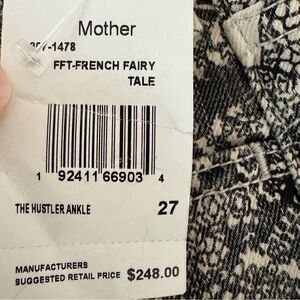 Mother
-1478
FFT-FRENCH FAIRY
TALE
1 92411 66903 4
THE HUSTLER ANKLE 27
MANUFACTURERS
SUGGESTED RETAIL PRICE $248.00